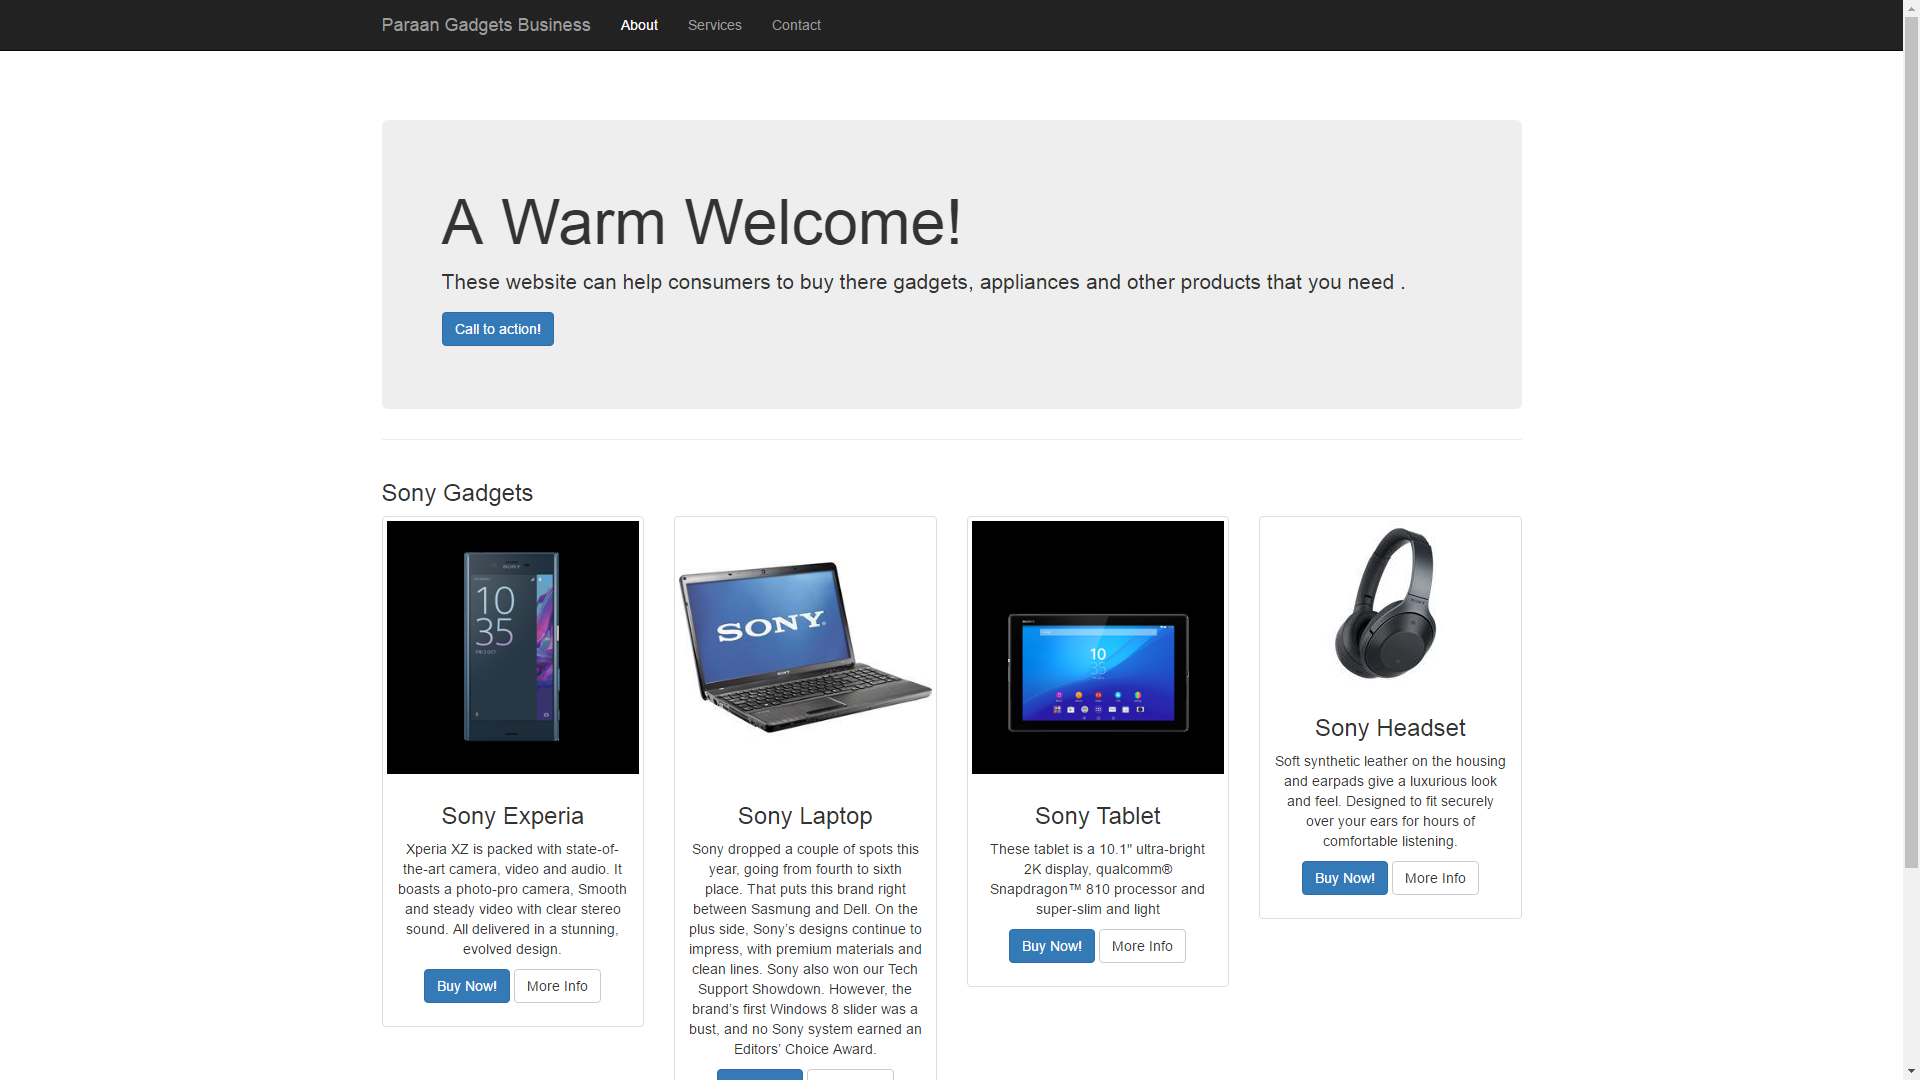 Paraan Gadgets Business About Services Contact
A Warm Welcome!
These website can help consumers to buy there gadgets, appliances and other products that you need .
Call to action!
Sony Gadgets
SONY
10
35
FRI 3 OCT
Sony Experia
Xperia XZ is packed with state-of-
the-art camera, video and audio. It
boasts a photo-pro camera, Smooth
and steady video with clear stereo
sound. All delivered in a stunning,
evolved design.
Buy Now! More Info
SONY
SONY
Sony Laptop
Sony dropped a couple of spots this
year, going from fourth to sixth
place. That puts this brand right
between Sasmung and Dell. On the
plus side, Sony’s designs continue to
impress, with premium materials and
clean lines. Sony also won our Tech
Support Showdown. However, the
brand’s first Windows 8 slider was a
bust, and no Sony system earned an
Editors’ Choice Award.
SONY
10
35
Sony Tablet
These tablet is a 10.1" ultra-bright
2K display, qualcomm®
Snapdragon™ 810 processor and
super-slim and light
Buy Now! More Info
SONY
Sony Headset
Soft synthetic leather on the housing
and earpads give a luxurious look
and feel. Designed to fit securely
over your ears for hours of
comfortable listening.
Buy Now! More Info